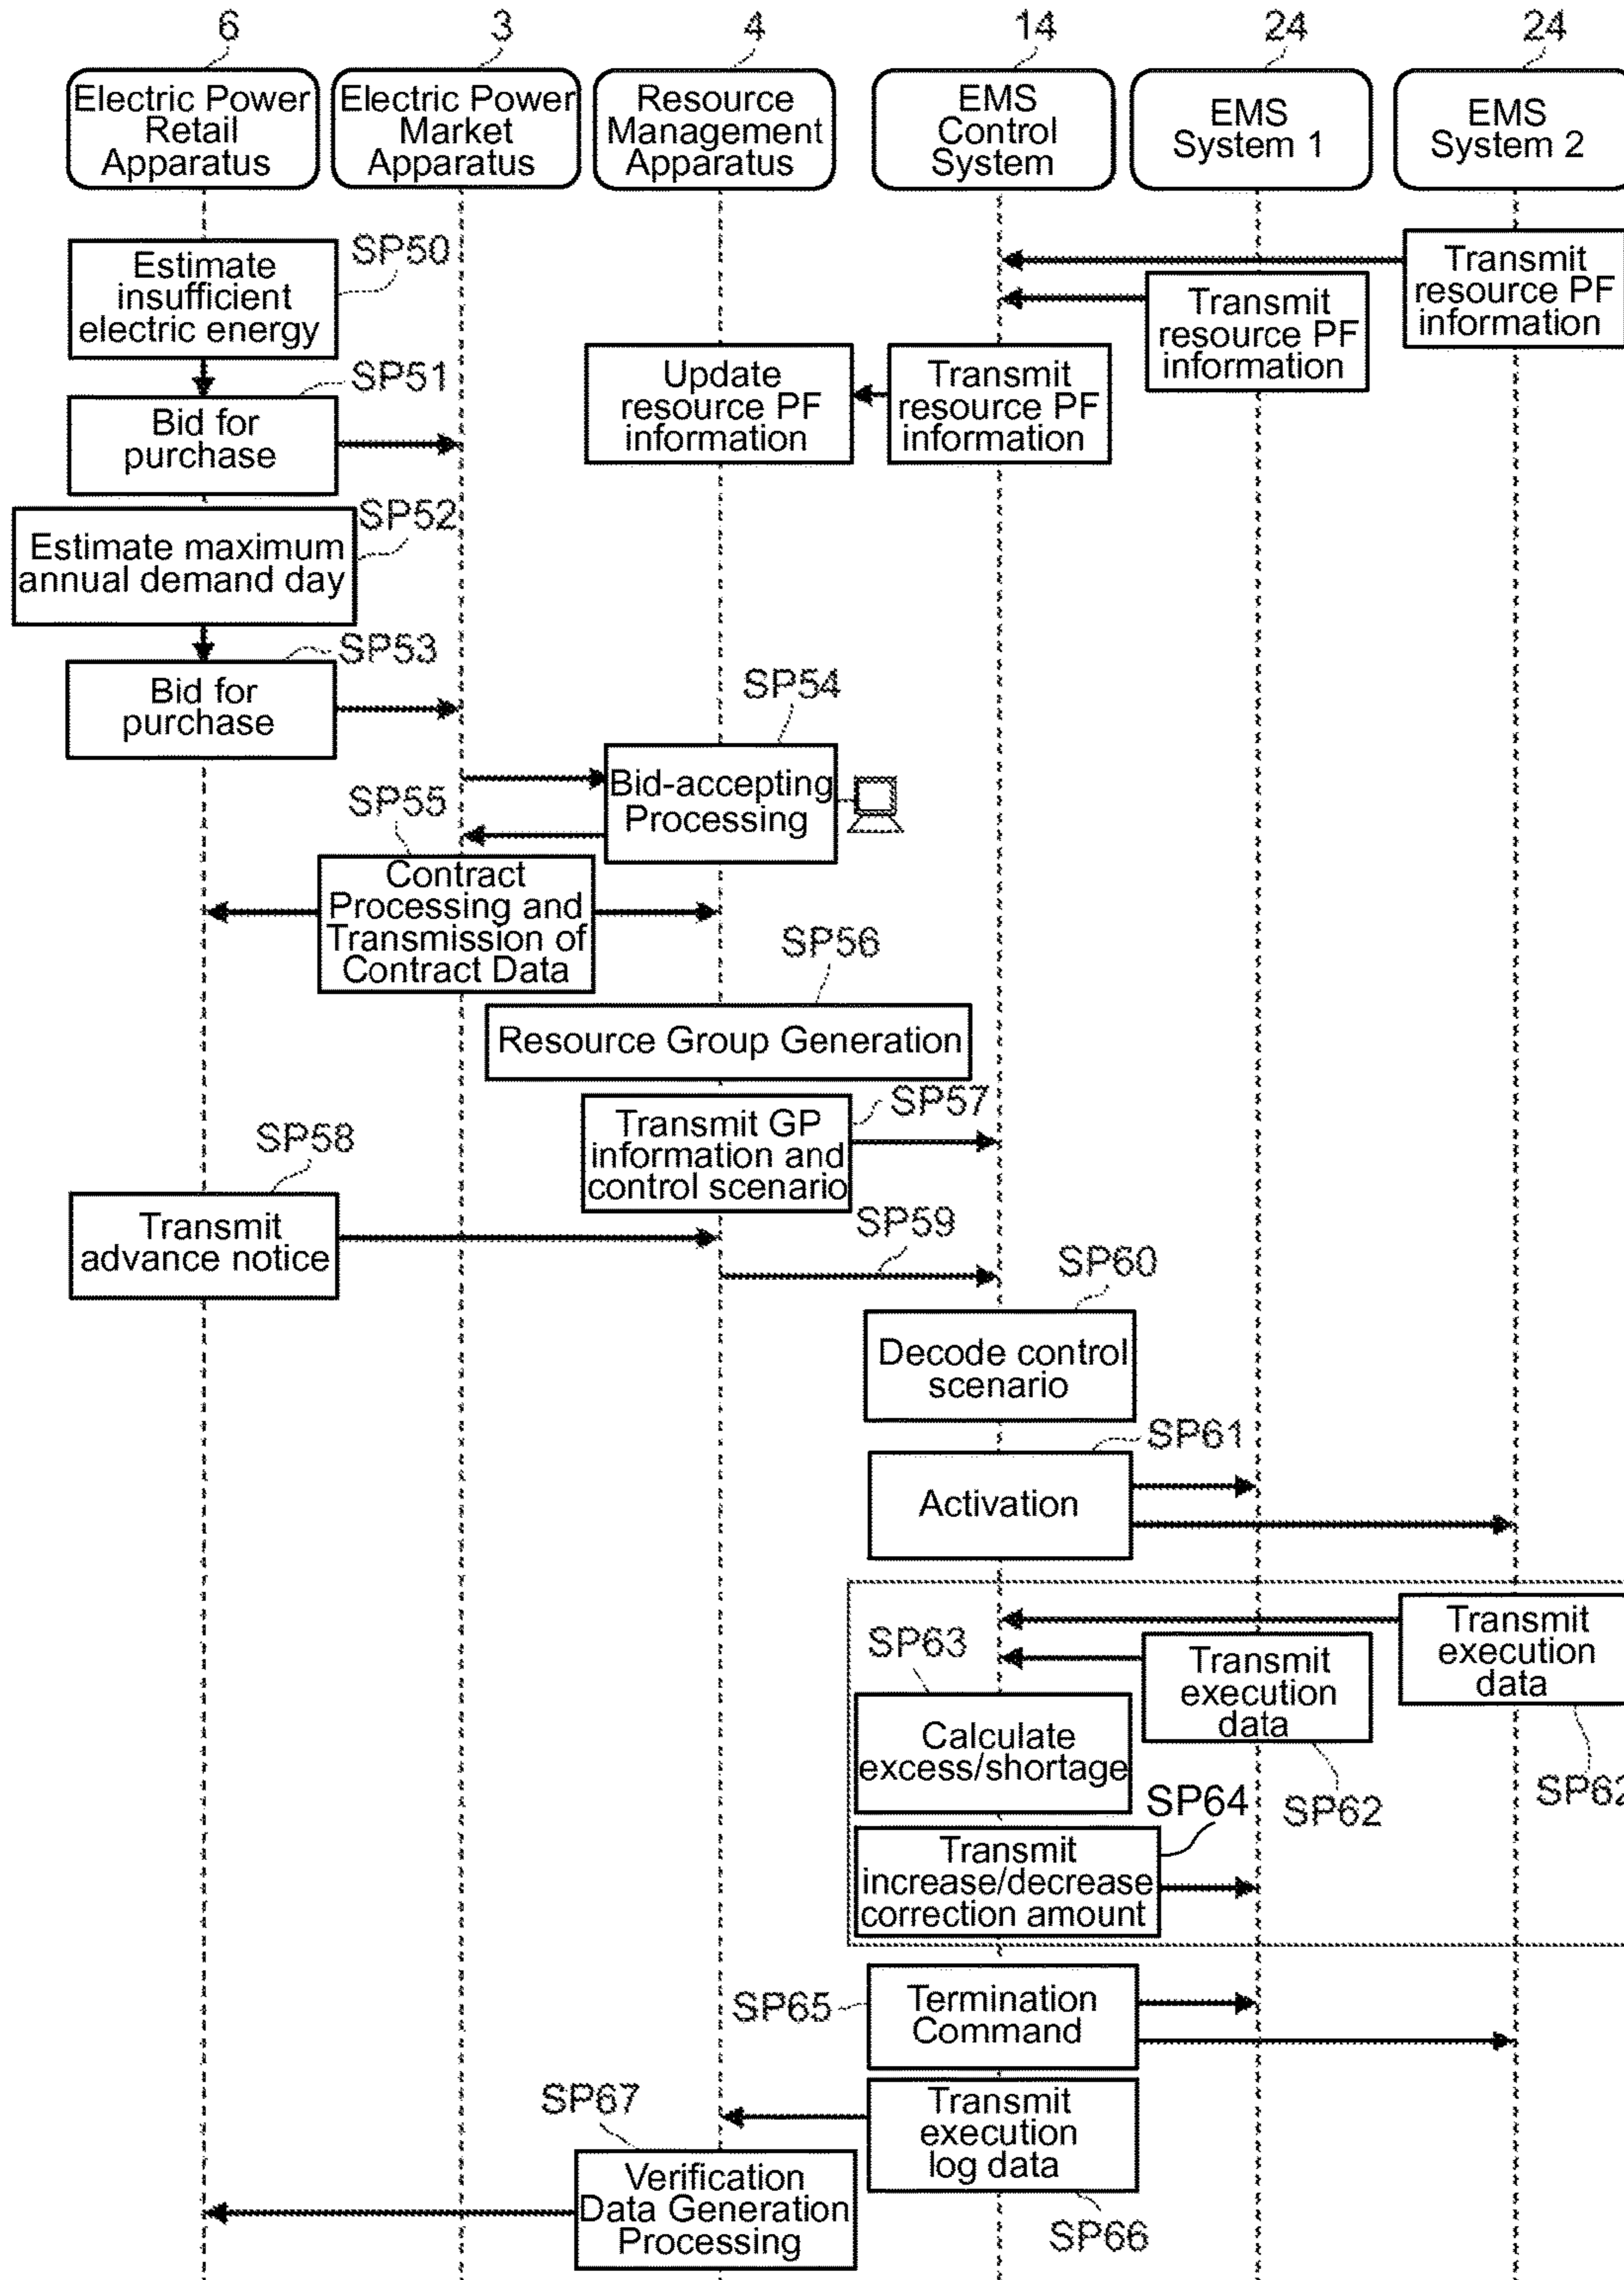 6
3
4
14
24
24
Electric Power
Retail
Apparatus
Electric Power
Market
Apparatus
Resource
Management
Apparatus
EMS
Control
System
EMS
System 1
EMS
System 2
SP50
Estimate
insufficient
electric energy
Transmit
resource PF
information
Transmit
resource PF
information
Update
resource PF
information
Transmit
resource PF
information
SP51
Bid for
purchase
SP52
Estimate maximum
annual demand day
SP53
Bid for
purchase
SP54
Bid-accepting
Processing
SP55
Contract
Processing and
Transmission of
Contract Data
SP56
Resource Group Generation
SP57
Transmit GP
information and
control scenario
SP58
Transmit
advance notice
SP59
SP60
Decode control
scenario
SP61
Activation
Transmit
execution
data
SP62
Transmit
execution
data
SP62
SP63
Calculate
excess/shortage
SP64
Transmit
increase/decrease
correction amount
SP65
Termination
Command
Transmit
execution
log data
SP66
SP67
Verification
Data Generation
Processing